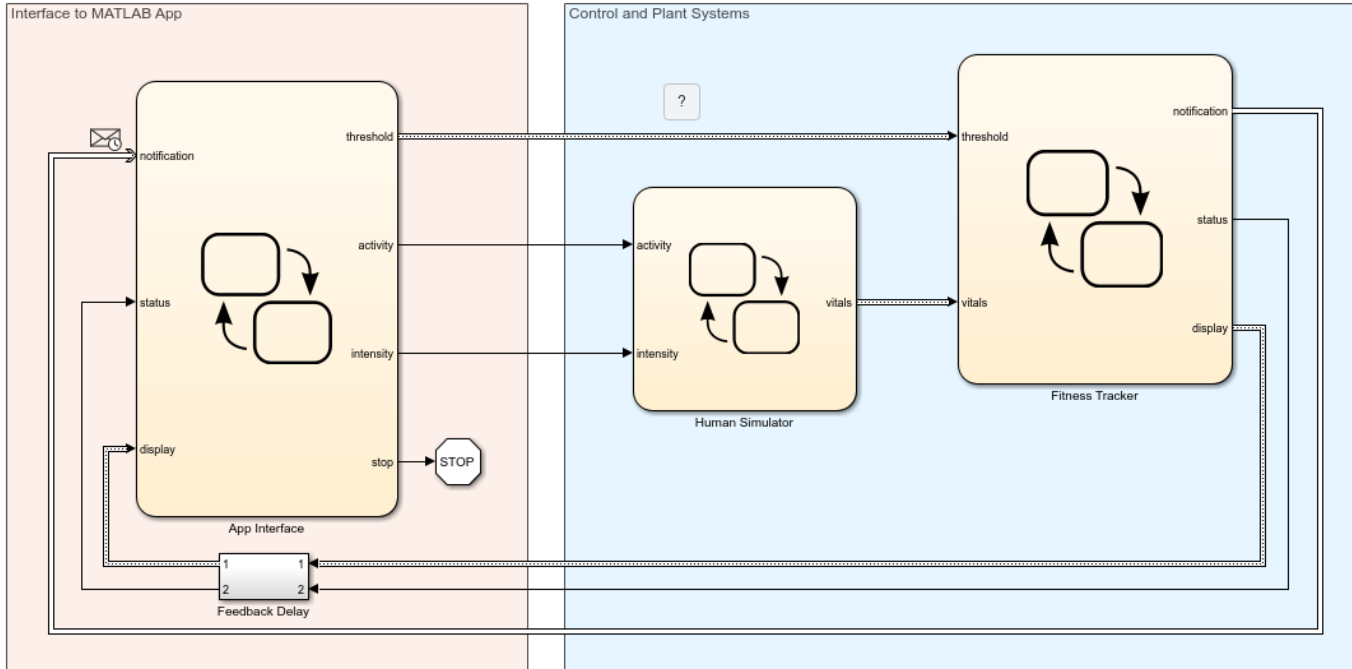 Interface to MATLAB App
Control and Plant Systems
?
notification
threshold
threshold
notification
activity
activity
status
status
vitals
vitals
display
intensity
intensity
Fitness Tracker
Human Simulator
display
stop
STOP
App Interface
1
1
2
2
Feedback Delay